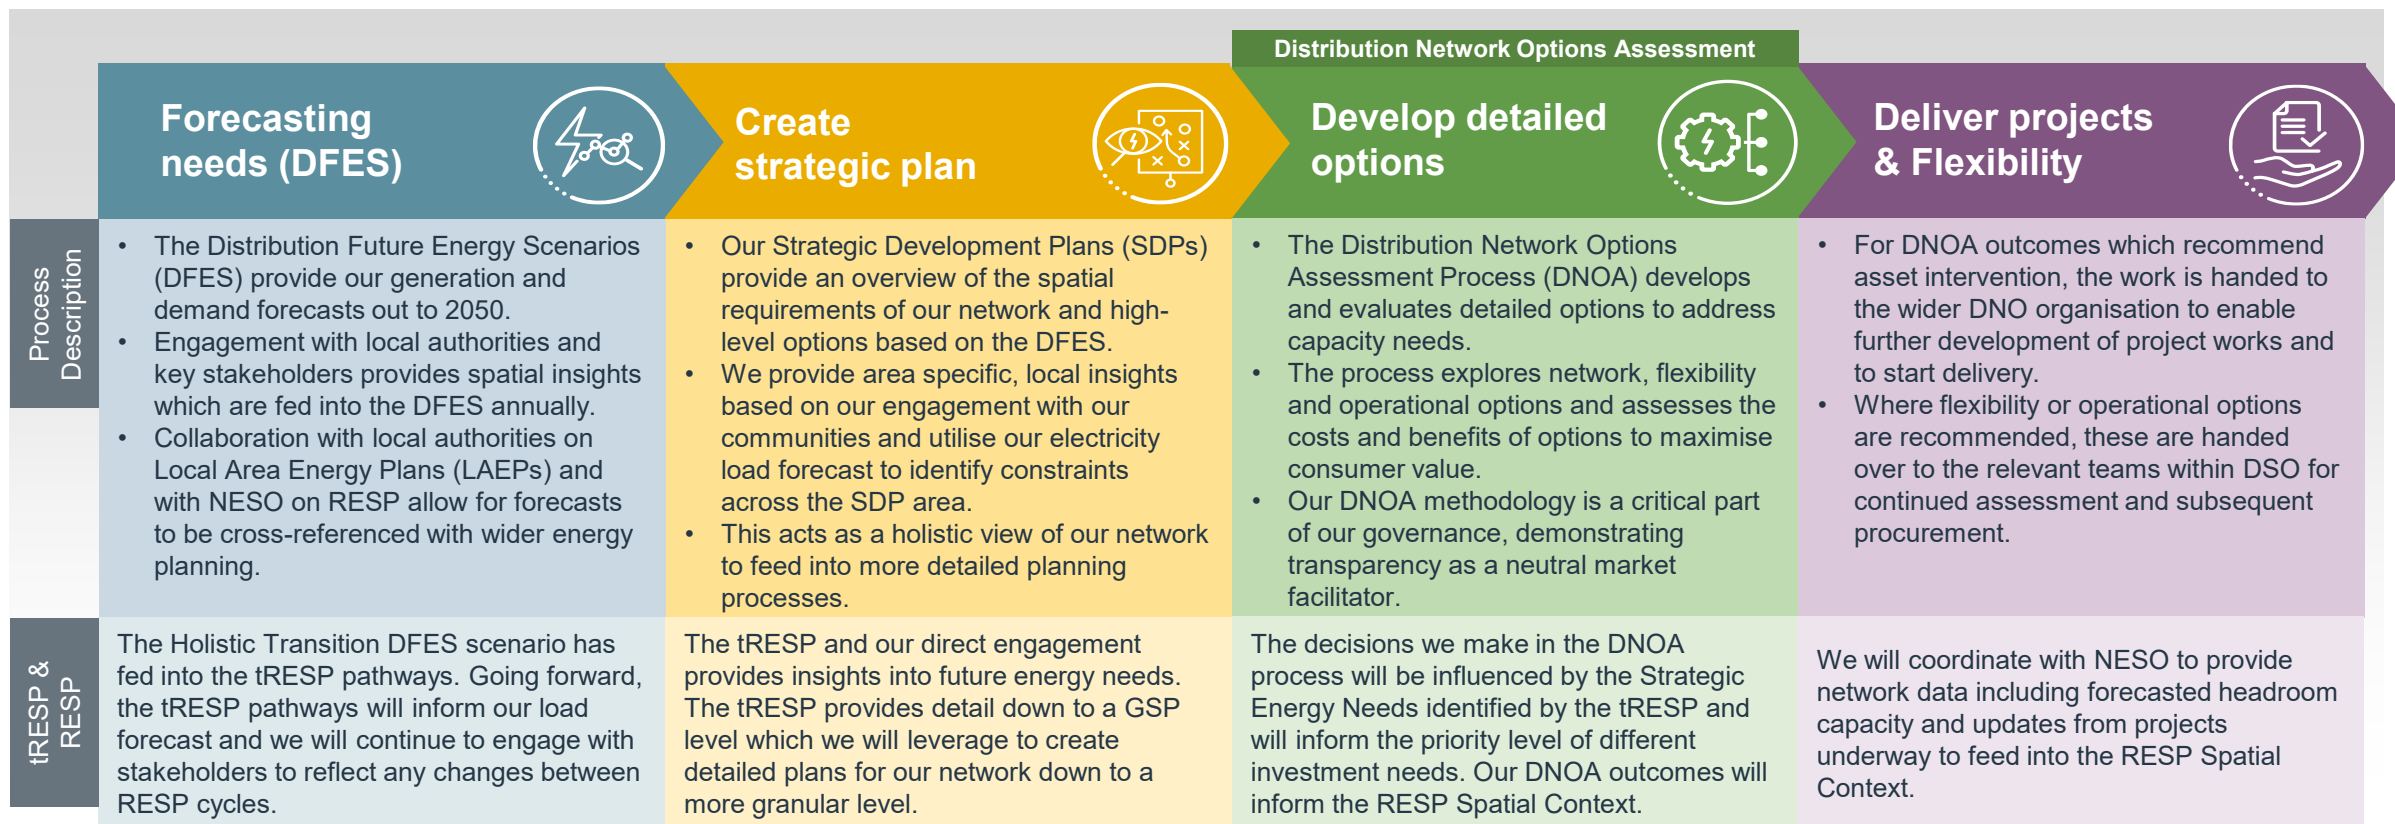 Distribution Network Options Assessment
Forecasting
needs (DFES)
Create
strategic plan
Develop detailed
options
Deliver projects
& Flexibility
Process
Description
• The Distribution Future Energy Scenarios
(DFES) provide our generation and
demand forecasts out to 2050.
• Engagement with local authorities and
key stakeholders provides spatial insights
which are fed into the DFES annually.
• Collaboration with local authorities on
Local Area Energy Plans (LAEPs) and
with NESO on RESP allow for forecasts
to be cross-referenced with wider energy
planning.
• Our Strategic Development Plans (SDPs)
provide an overview of the spatial
requirements of our network and high-
level options based on the DFES.
• We provide area specific, local insights
based on our engagement with our
communities and utilise our electricity
load forecast to identify constraints
across the SDP area.
• This acts as a holistic view of our network
to feed into more detailed planning
processes.
• The Distribution Network Options
Assessment Process (DNOA) develops
and evaluates detailed options to address
capacity needs.
• The process explores network, flexibility
and operational options and assesses the
costs and benefits of options to maximise
consumer value.
• Our DNOA methodology is a critical part
of our governance, demonstrating
transparency as a neutral market
facilitator.
• For DNOA outcomes which recommend
asset intervention, the work is handed to
the wider DNO organisation to enable
further development of project works and
to start delivery.
• Where flexibility or operational options
are recommended, these are handed
over to the relevant teams within DSO for
continued assessment and subsequent
procurement.
tRESP &
RESP
The Holistic Transition DFES scenario has
fed into the tRESP pathways. Going forward,
the tRESP pathways will inform our load
forecast and we will continue to engage with
stakeholders to reflect any changes between
RESP cycles.
The tRESP and our direct engagement
provides insights into future energy needs.
The tRESP provides detail down to a GSP
level which we will leverage to create
detailed plans for our network down to a
more granular level.
The decisions we make in the DNOA
process will be influenced by the Strategic
Energy Needs identified by the tRESP and
will inform the priority level of different
investment needs. Our DNOA outcomes will
inform the RESP Spatial Context.
We will coordinate with NESO to provide
network data including forecasted headroom
capacity and updates from projects
underway to feed into the RESP Spatial
Context.